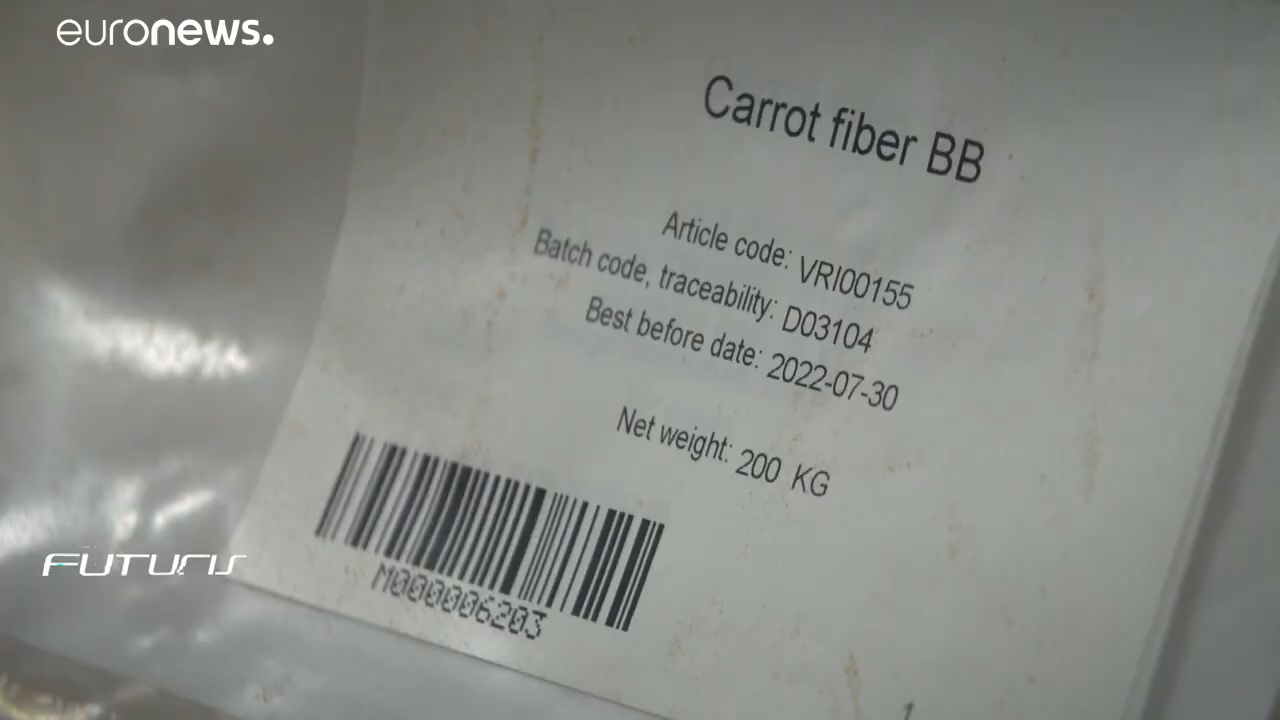 euronews.
Carrot fiber BB
Article code: VRI00155
Batch code, traceability: D03104
Best before date: 2022-07-30
Net weight: 200 KG
M000006203
FUTURIS
1